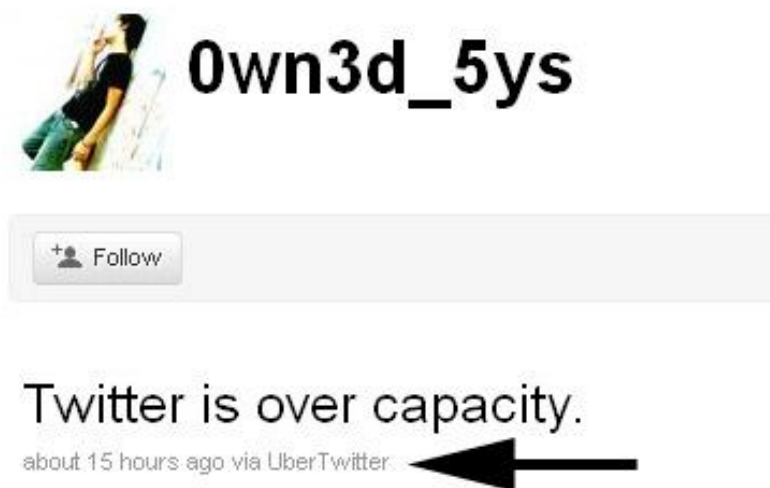 0wn3d_5ys
Follow
Twitter is over capacity.
about 15 hours ago via UberTwitter